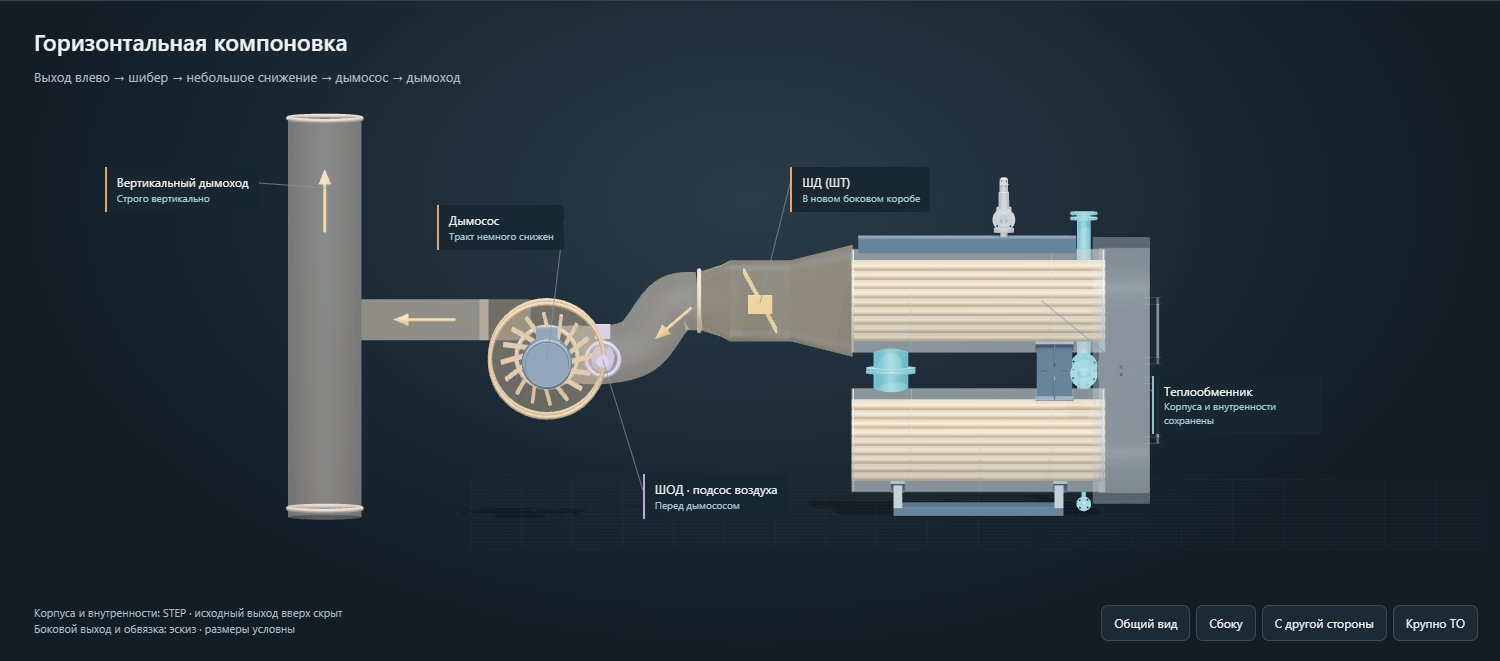 Горизонтальная компоновка
Выход влево → шибер → небольшое снижение → дымосос → дымоход
Вертикальный дымоход
Строго вертикально
Дымосос
Тракт немного снижен
ШД (ШТ)
В новом боковом коробе
Теплообменник
Корпуса и внутренности
сохранены
ШОД · подсос воздуха
Перед дымососом
Корпуса и внутренности: STEP · исходный выход вверх скрыт
Боковой выход и обвязка: эскиз · размеры условны
Общий вид
Сбоку
С другой стороны
Крупно ТО